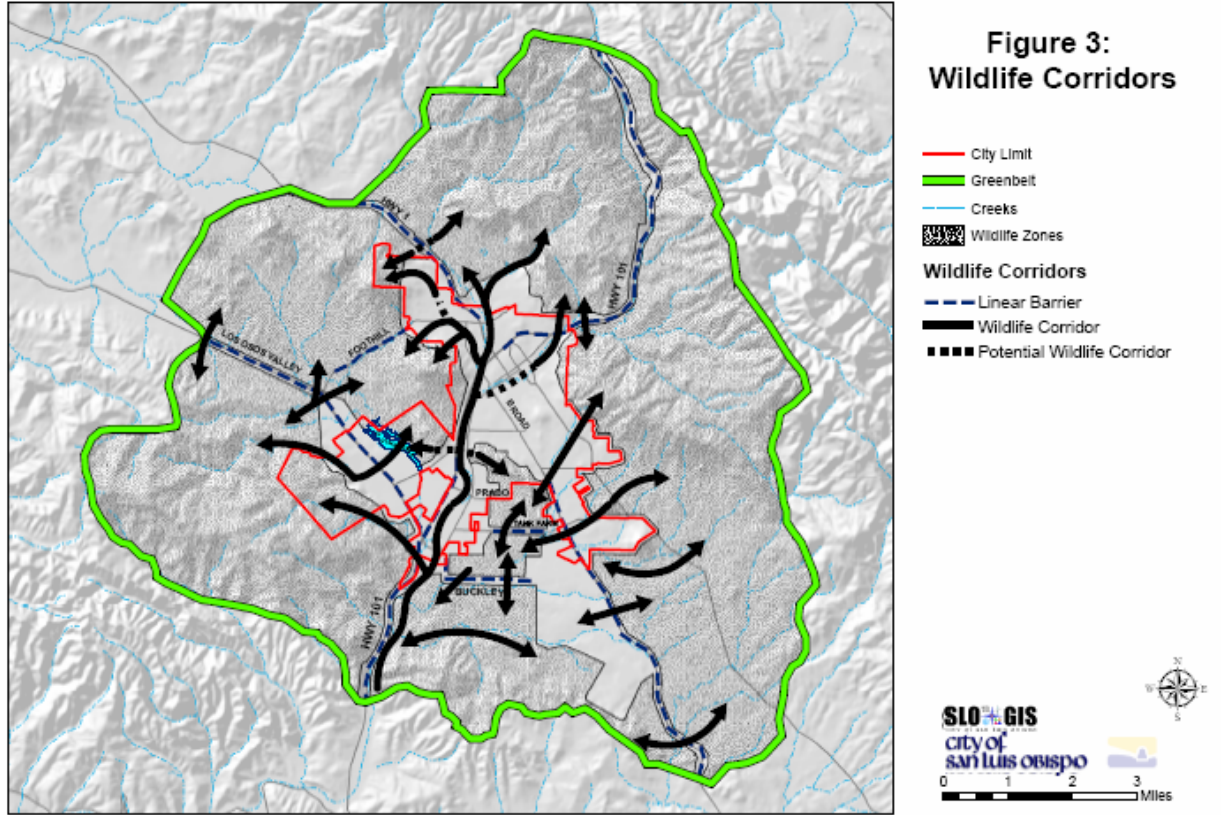 Figure 3:
Wildlife Corridors
City Limit
Greenbelt
Creeks
Wildlife Zones
Wildlife Corridors
Linear Barrier
Wildlife Corridor
Potential Wildlife Corridor
HWY 1
HWY 101
LOS OSOS VALLEY
FOOTHILL
BROAD
PRADO
TANK FARM
BUCKLEY
HWY 101
N
W
E
S
SLO GIS
city of
san luis obispo
0 1 2 3
Miles